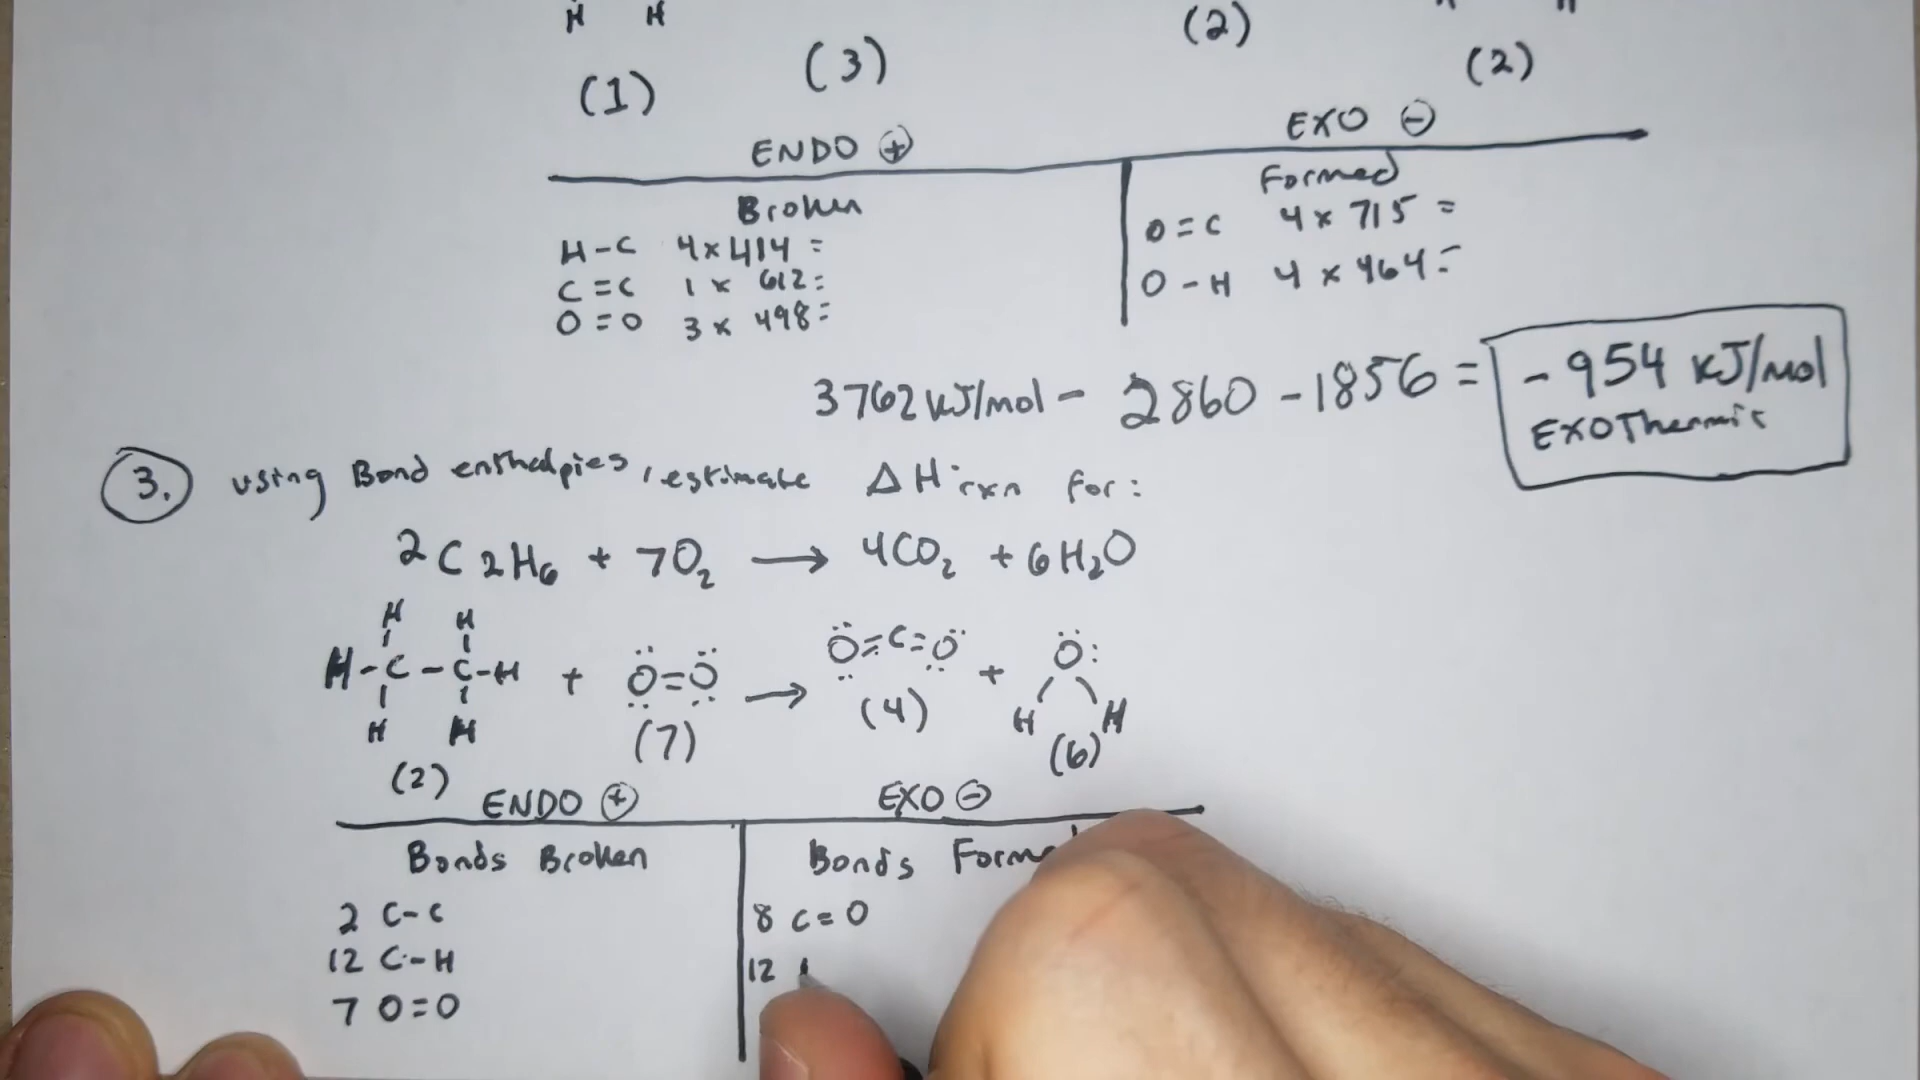 H H
(1) (3) (2) (2)
ENDO ⊕ EXO ⊖
Broken Formed
H-C 4 x 414 = O=C 4 x 715 =
C=C 1 x 612= O-H 4 x 464=
O=O 3 x 498=
3762 kJ/mol - 2860 - 1856 = -954 kJ/mol
EXOThermic
3. using Bond enthalpies, estimate ΔH°rxn for:
2C2H6 + 7O2 → 4CO2 + 6H2O
H H
H-C-C-H + O=O → O=C=O + O
H H H H
(2) (7) (4) (6)
ENDO ⊕ EXO ⊖
Bonds Broken Bonds Form
2 C-C 8 C=O
12 C-H 12
7 O=O